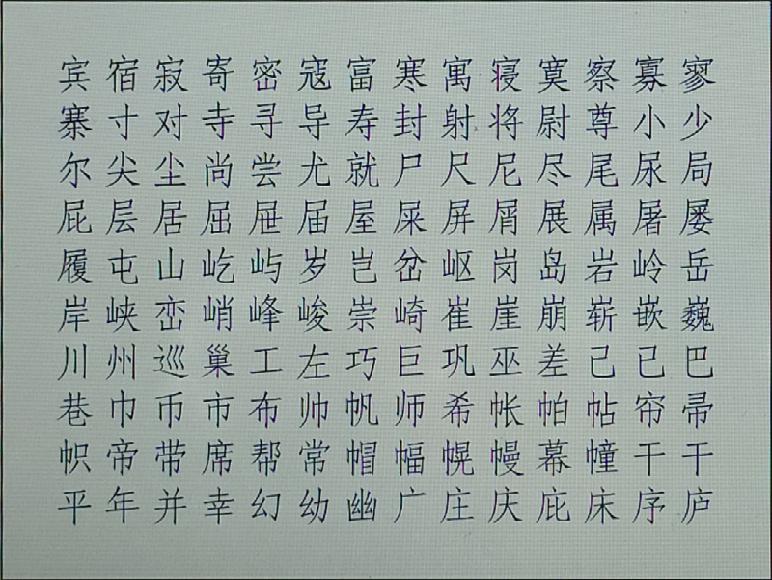 宾宿寂寄密寇富寒寓寝寞察寡寥
寨寸对寺寻导寿封射将尉尊小少
尔尖尘尚尝尤就尸尺尼尽尾尿局
屁层居屈屉届屋屎屏屑展属屠屡
履屯山屹屿岁岂岔岖岗岛岩岭岳
岸峡峦峭峰峻崇崎崔崖崩崭嵌巍
川州巡巢工左巧巨巩巫差己已巴
巷巾币市布帅帆师希帐帕帖帘帚
帜帝带席帮常帽幅幌幔幕幢干干
平年并幸幻幼幽广庄庆庇床序庐